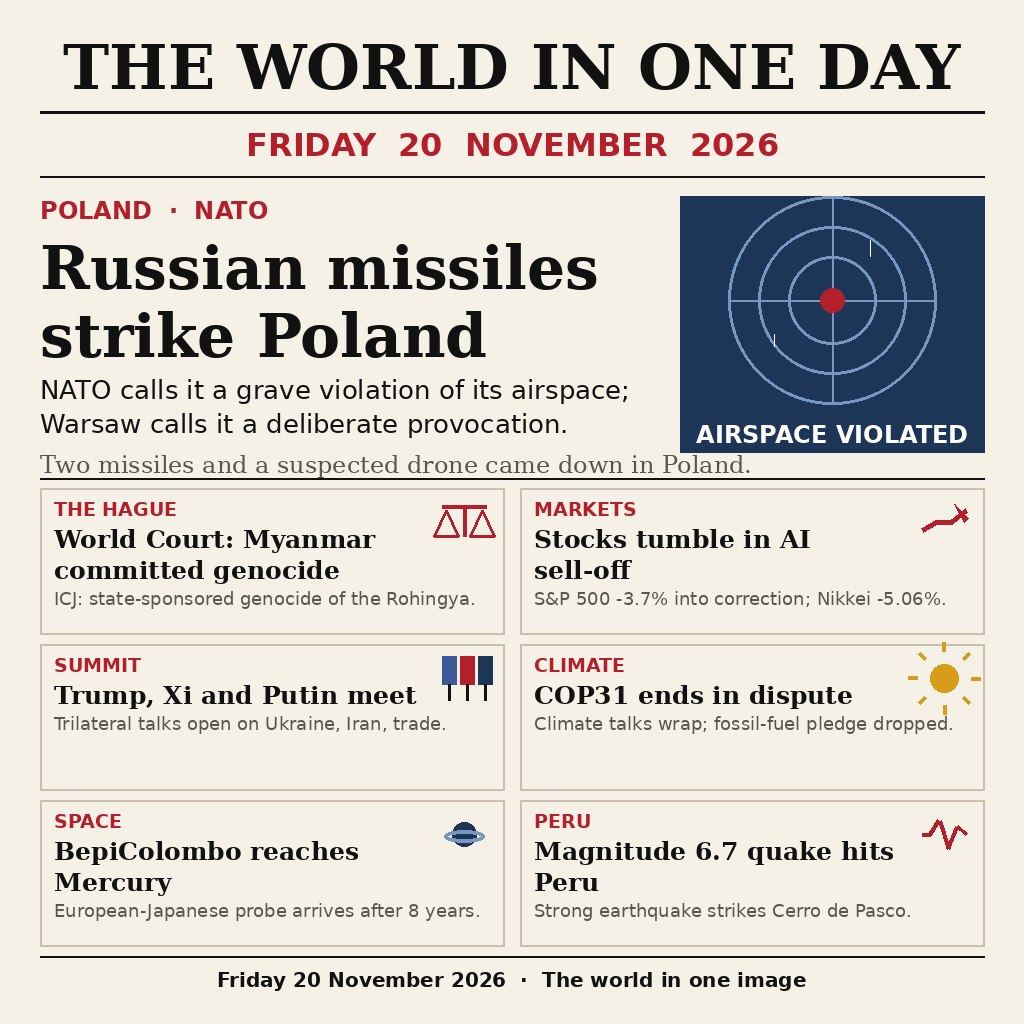 THE WORLD IN ONE DAY
FRIDAY 20 NOVEMBER 2026
POLAND · NATO
Russian missiles
strike Poland
NATO calls it a grave violation of its airspace;
Warsaw calls it a deliberate provocation.
Two missiles and a suspected drone came down in Poland.
AIRSPACE VIOLATED
THE HAGUE
World Court: Myanmar
committed genocide
ICJ: state-sponsored genocide of the Rohingya.
MARKETS
Stocks tumble in AI
sell-off
S&P 500 -3.7% into correction; Nikkei -5.06%.
SUMMIT
Trump, Xi and Putin meet
Trilateral talks open on Ukraine, Iran, trade.
CLIMATE
COP31 ends in dispute
Climate talks wrap; fossil-fuel pledge dropped.
SPACE
BepiColombo reaches
Mercury
European-Japanese probe arrives after 8 years.
PERU
Magnitude 6.7 quake hits
Peru
Strong earthquake strikes Cerro de Pasco.
Friday 20 November 2026 · The world in one image